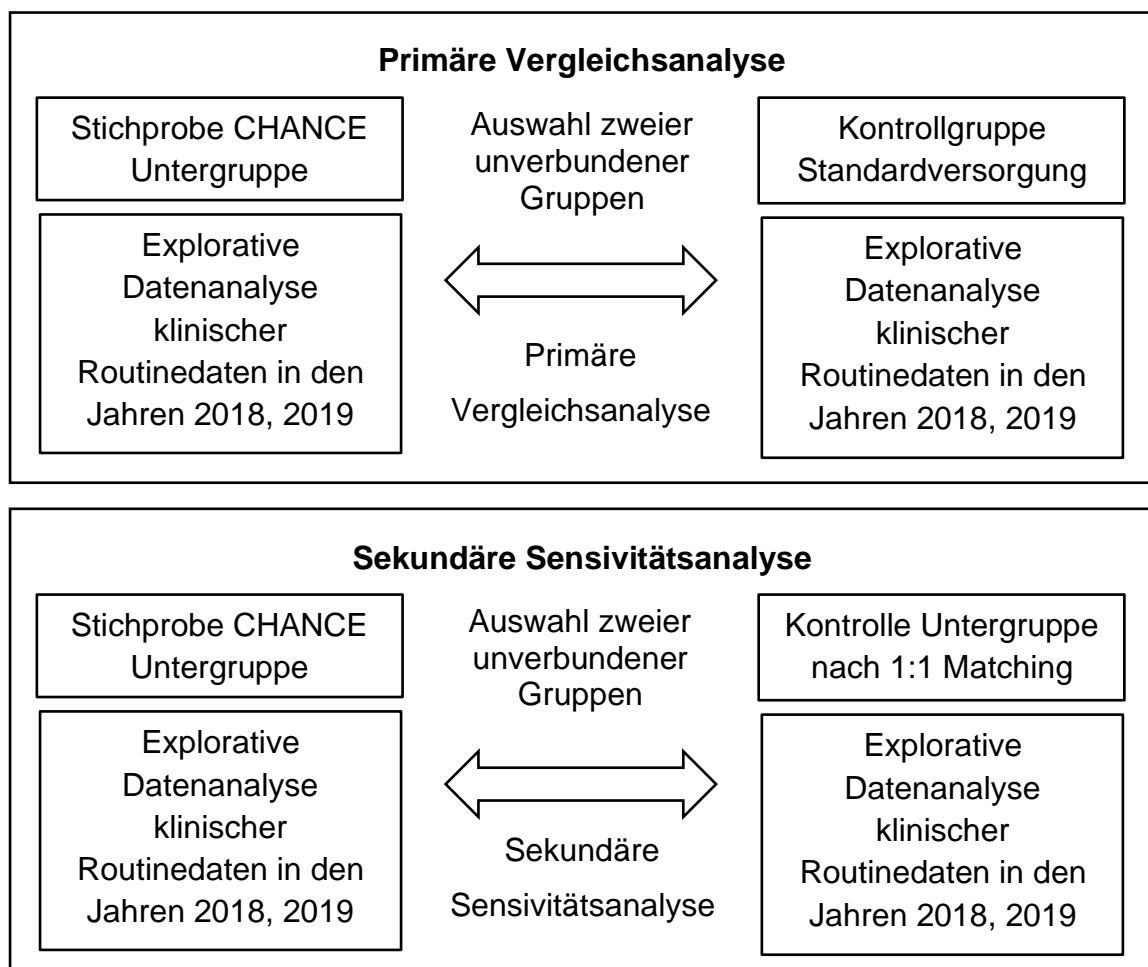 Primäre Vergleichsanalyse
Stichprobe CHANCE
Untergruppe
Explorative
Datenanalyse
klinischer
Routinedaten in den
Jahren 2018, 2019
Auswahl zweier
unverbundener
Gruppen
Primäre
Vergleichsanalyse
Kontrollgruppe
Standardversorgung
Explorative
Datenanalyse
klinischer
Routinedaten in den
Jahren 2018, 2019
Sekundäre Sensivitätsanalyse
Stichprobe CHANCE
Untergruppe
Explorative
Datenanalyse
klinischer
Routinedaten in den
Jahren 2018, 2019
Auswahl zweier
unverbundener
Gruppen
Sekundäre
Sensivitätsanalyse
Kontrolle Untergruppe
nach 1:1 Matching
Explorative
Datenanalyse
klinischer
Routinedaten in den
Jahren 2018, 2019